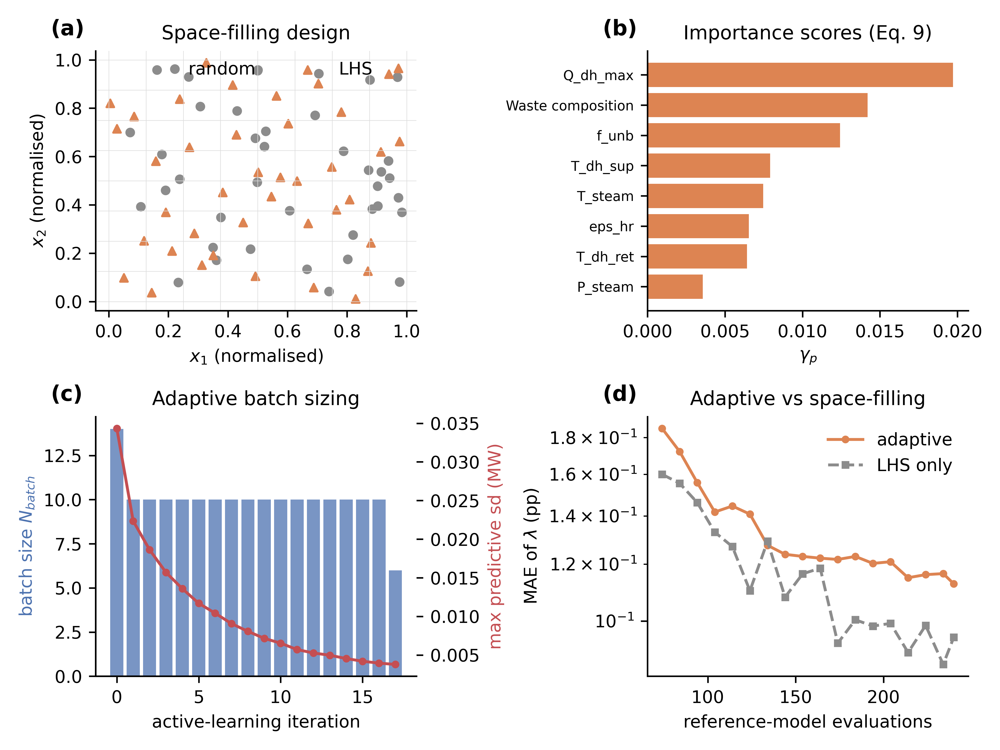 (a)
Space-filling design
random
LHS
1.0
0.8
0.6
0.4
0.2
0.0
x₂ (normalised)
0.0 0.2 0.4 0.6 0.8 1.0
x₁ (normalised)
(b)
Importance scores (Eq. 9)
Q_dh_max
Waste composition
f_unb
T_dh_sup
T_steam
eps_hr
T_dh_ret
P_steam
0.000 0.005 0.010 0.015 0.020
γₚ
(c)
Adaptive batch sizing
12.5
10.0
7.5
5.0
2.5
0.0
batch size N_batch
0.035
0.030
0.025
0.020
0.015
0.010
0.005
max predictive sd (MW)
0 5 10 15
active-learning iteration
(d)
Adaptive vs space-filling
adaptive
LHS only
1.8 × 10⁻¹
1.6 × 10⁻¹
1.4 × 10⁻¹
1.2 × 10⁻¹
10⁻¹
MAE of λ (pp)
100 150 200
reference-model evaluations